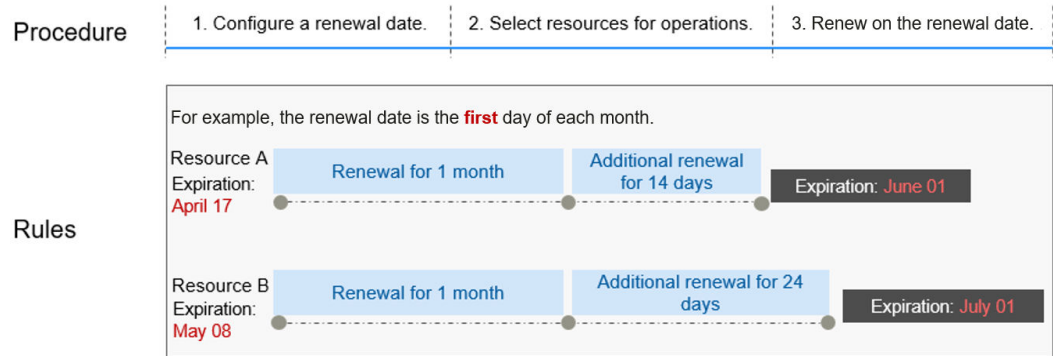 Procedure
1. Configure a renewal date.
2. Select resources for operations.
3. Renew on the renewal date.
Rules
For example, the renewal date is the first day of each month.
Resource A
Expiration:
April 17
Renewal for 1 month
Additional renewal
for 14 days
Expiration: June 01
Resource B
Expiration:
May 08
Renewal for 1 month
Additional renewal for 24
days
Expiration: July 01